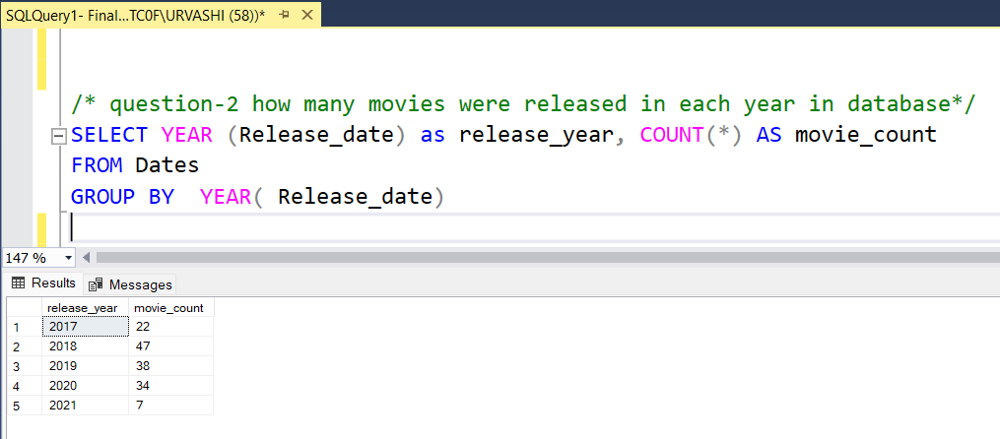 SQLQuery1- Final...TC0F\URVASHI (58))*
/* question-2 how many movies were released in each year in database*/
SELECT YEAR (Release_date) as release_year, COUNT(*) AS movie_count
FROM Dates
GROUP BY  YEAR( Release_date)
147 %
Results Messages
release_year movie_count
1 2017 22
2 2018 47
3 2019 38
4 2020 34
5 2021 7